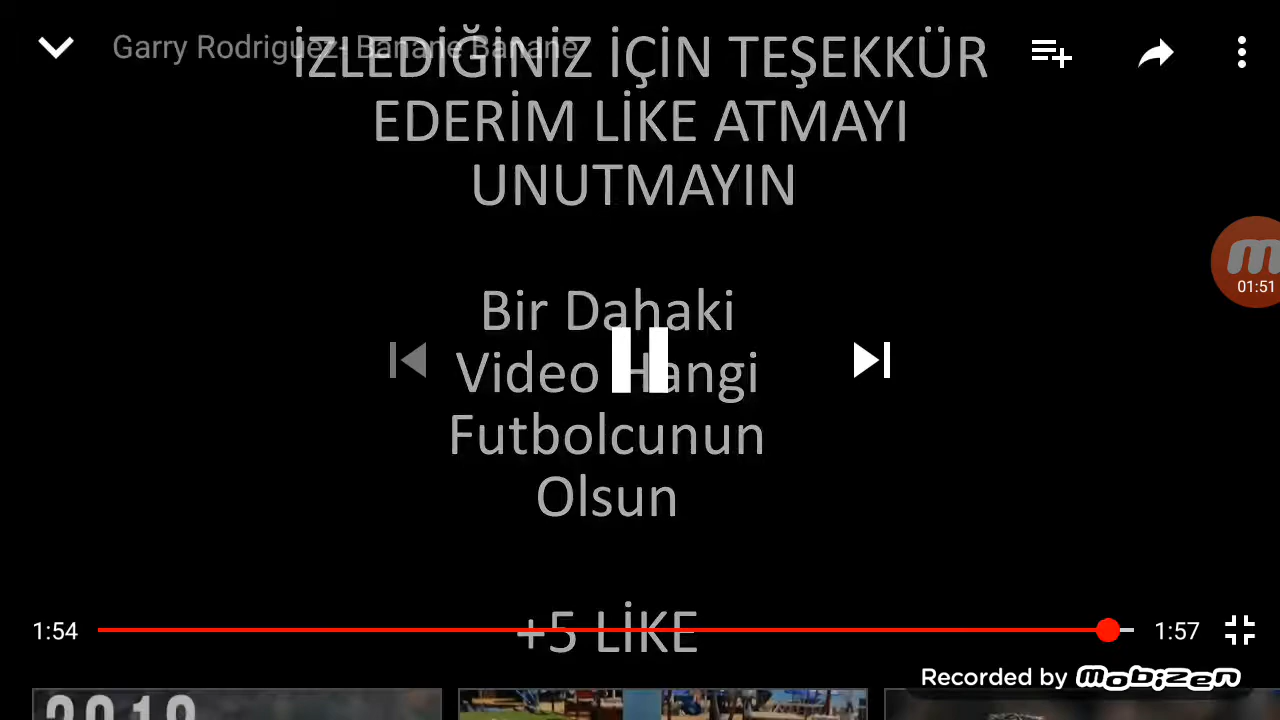 Garry Rodriguez- Banane Banane
İZLEDİĞİNİZ İÇİN TEŞEKKÜR
EDERİM LİKE ATMAYI
UNUTMAYIN
01:51
Bir Dahaki
Video Hangi
Futbolcunun
Olsun
+5 LİKE
1:54
1:57
Recorded by mobizen
2019